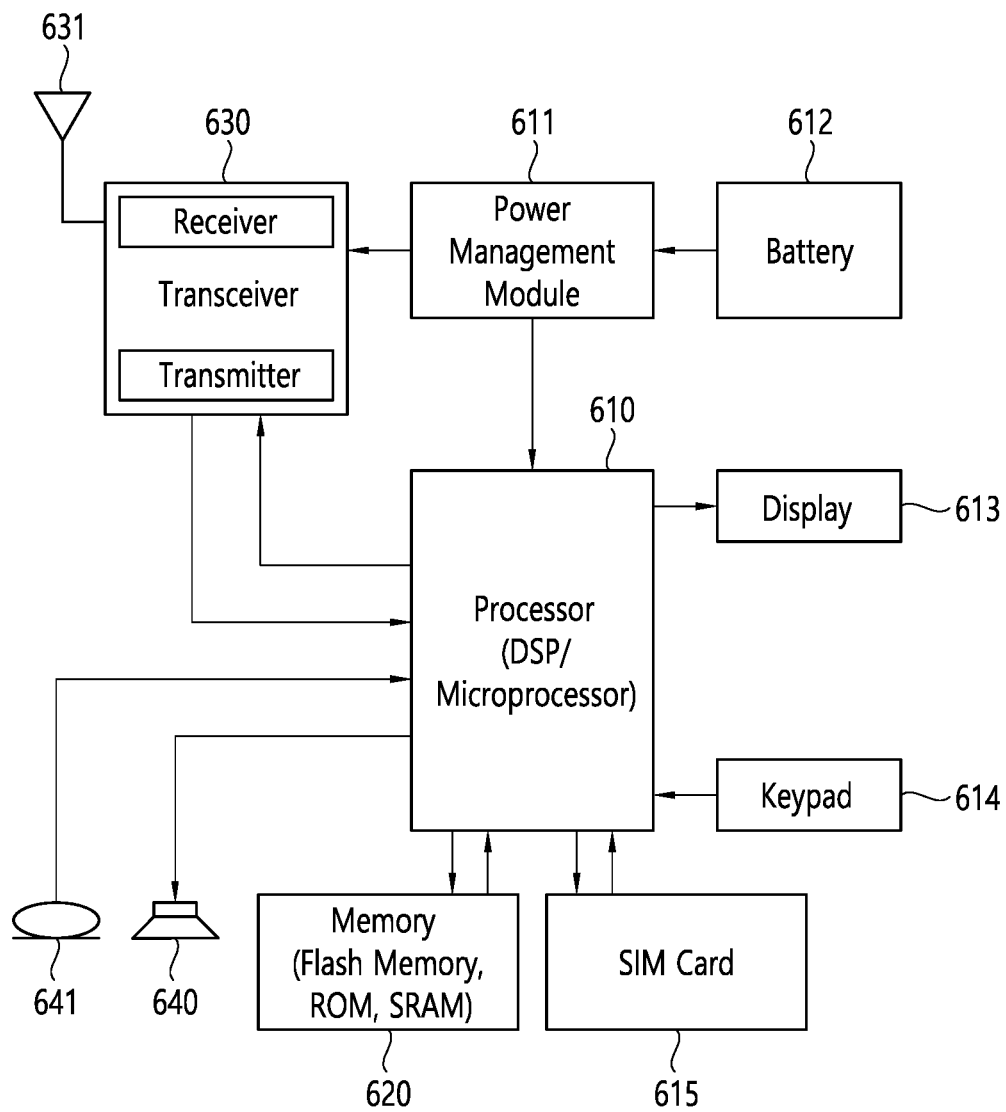 631
630
611
612
Receiver
Transceiver
Transmitter
Power
Management
Module
Battery
610
Display
613
Processor
(DSP/
Microprocessor)
Keypad
614
641
640
Memory
(Flash Memory,
ROM, SRAM)
SIM Card
620
615